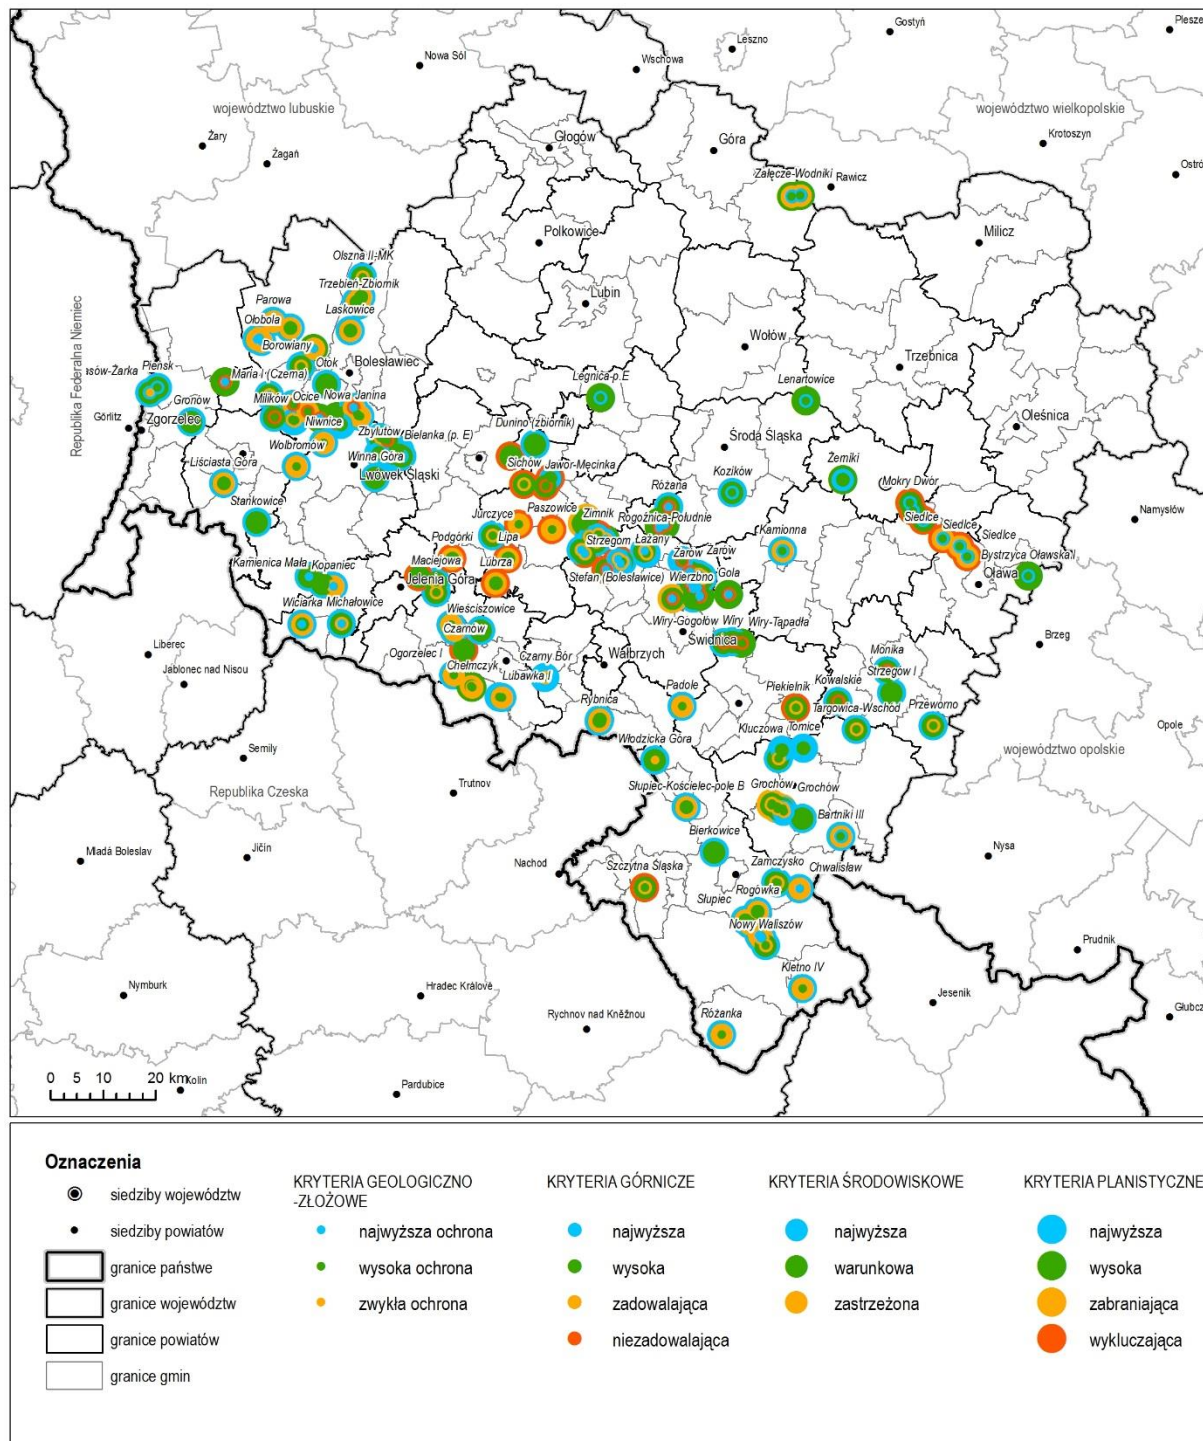 Gostyń
Plesze
Leszno
Nowa Sól
Wschowa
województwo lubuskie
województwo wielkopolskie
Żary
Żagań
Głogów
Góra
Krotoszyn
Ostró
Załęcze-Wodniki
Rawicz
Polkowice
Milicz
Olszna II-MK
Trzebień-Zbiornik
Lubin
Parowa
Laskowice
Ołobola
Borowiany
Republika Federalna Niemiec
Wołów
Bolesławiec
Trzebnica
Otok
asów-Żarka
Pieńsk
Maria I (Czerna)
Legnica-p.E
Lenartowice
Gronów
Milików
Ocice
Nowa
Janina
Görlitz
Zgorzelec
Niwnice
Dunino (zbiornik)
Oleśnica
Zbylutów
Bielanka (p. E)
Wolbromów
Środa Śląska
Winna Góra
Sichów
Jawor-Męcinka
Żerniki
Liściasta Góra
Lwówek Śląski
Kozików
Mokry Dwór
Stankowice
Różana
Siedlce
Namysłów
Jurczyce
Paszowice
Zimnik
Rogoźnica-Południe
Siedlce
Podgórki
Lipa
Strzegom
Łażany
Kamionna
Siedlce
Kamienica Mała
Kopaniec
Maciejowa
Lubrza
Żarów
Żarów
Bystrzyca Oławska I
Jelenia Góra
Stefan (Bolesławice)
Wierzbno
Gola
Oława
Wiciarka
Michałowice
Wieściszowice
Wiry-Gogołów
Wiry
Wiry-Tapadła
Liberec
Czarnów
Świdnica
Brzeg
Jablonec nad Nisou
Ogorzelec I
Czarny Bór
Wałbrzych
Monika
Chełmczyk
Lubawka I
Strzegów I
Padole
Piekielnik
Kowalskie
Rybnica
Targowica-Wschód
Przeworno
Opole
Semily
Włodzicka Góra
Kluczowa
Tomice
województwo opolskie
Trutnov
Republika Czeska
Słupiec-Kościelec-pole B
Grochów
Grochów
Bartniki III
Mladá Boleslav
Jičín
Bierkowice
Nysa
Nachod
Szczytna Śląska
Zamczysko
Chwalisław
Słupiec
Rogówka
Nowy Waliszów
Prudnik
Kletno IV
Nymburk
Hradec Králové
Jesenik
Rychnov nad Kněžnou
Różanka
Głubcz
0 5 10 20 km
Kolin
Pardubice
Oznaczenia
siedziby województw
siedziby powiatów
granice państwe
granice województw
granice powiatów
granice gmin
KRYTERIA GEOLOGICZNO
-ZŁOŻOWE
najwyższa ochrona
wysoka ochrona
zwykła ochrona
KRYTERIA GÓRNICZE
najwyższa
wysoka
zadowalająca
niezadowalająca
KRYTERIA ŚRODOWISKOWE
najwyższa
warunkowa
zastrzeżona
KRYTERIA PLANISTYCZNE
najwyższa
wysoka
zabraniająca
wykluczająca